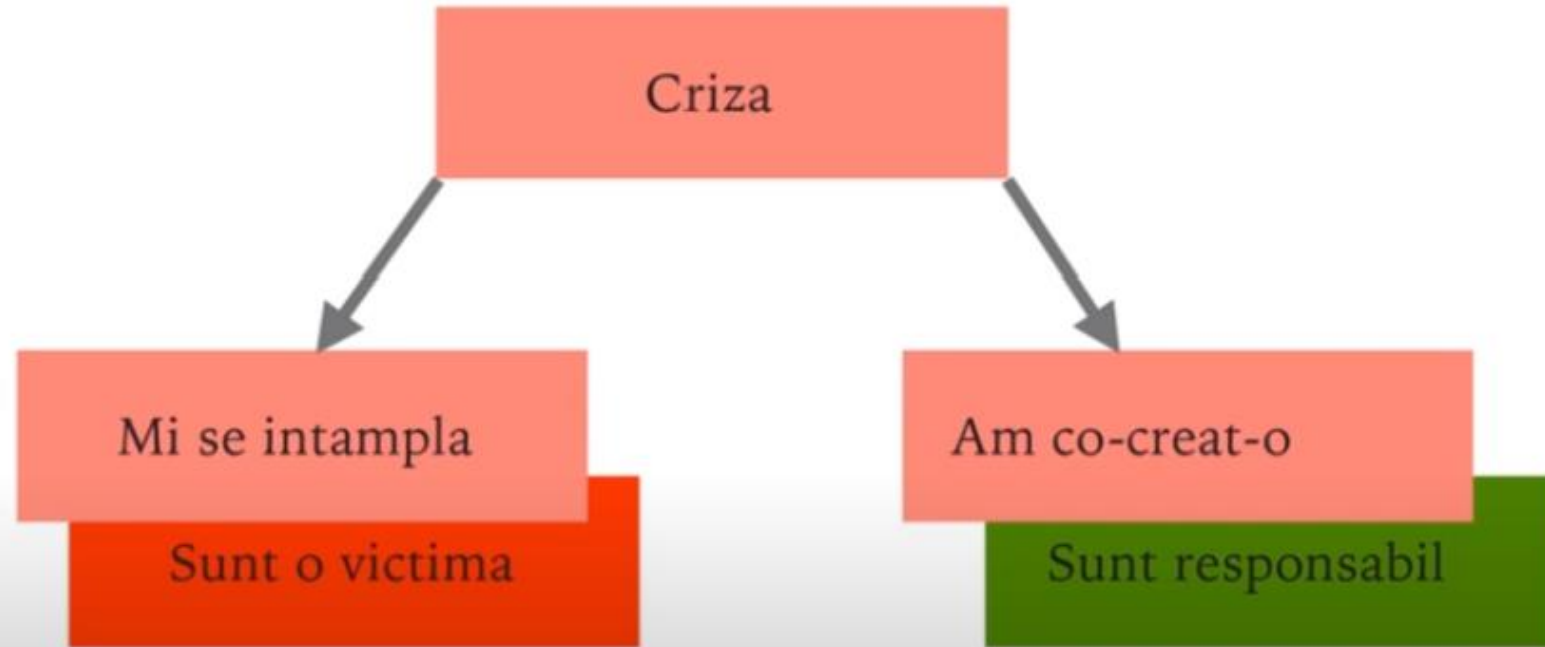 Criza
Mi se intampla
Am co-creat-o
Sunt o victima
Sunt responsabil